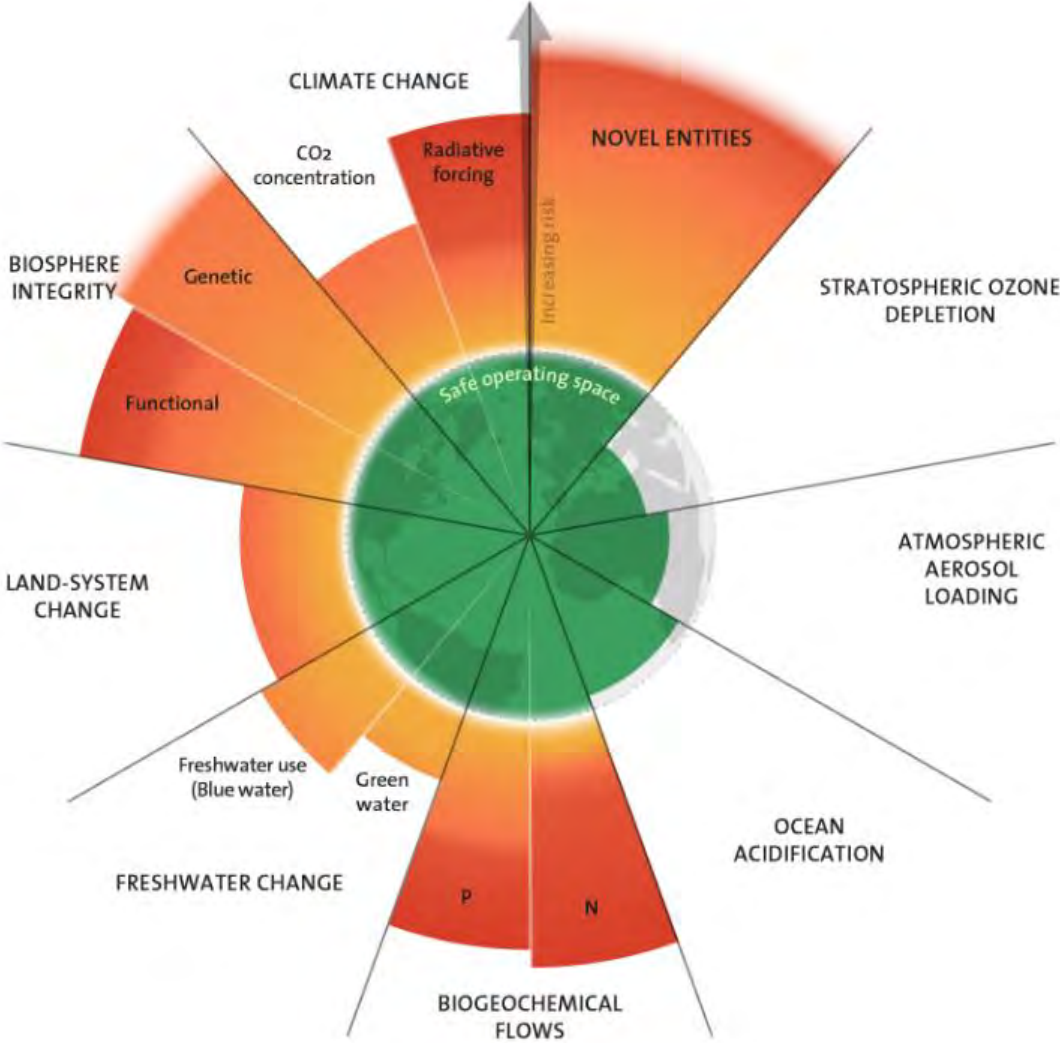 CLIMATE CHANGE
CO2
concentration
Radiative
forcing
NOVEL ENTITIES
Increasing risk
BIOSPHERE
INTEGRITY
Genetic
Functional
STRATOSPHERIC OZONE
DEPLETION
Safe operating space
ATMOSPHERIC
AEROSOL
LOADING
LAND-SYSTEM
CHANGE
Freshwater use
(Blue water)
Green
water
FRESHWATER CHANGE
OCEAN
ACIDIFICATION
P
N
BIOGEOCHEMICAL
FLOWS